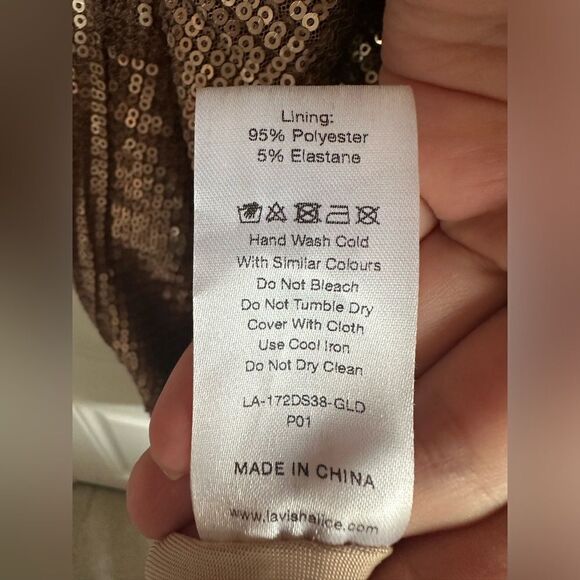 Lining:
95% Polyester
5% Elastane
Hand Wash Cold
With Similar Colours
Do Not Bleach
Do Not Tumble Dry
Cover With Cloth
Use Cool Iron
Do Not Dry Clean
LA-172DS38-GLD
P01
MADE IN CHINA
www.lavishalice.com